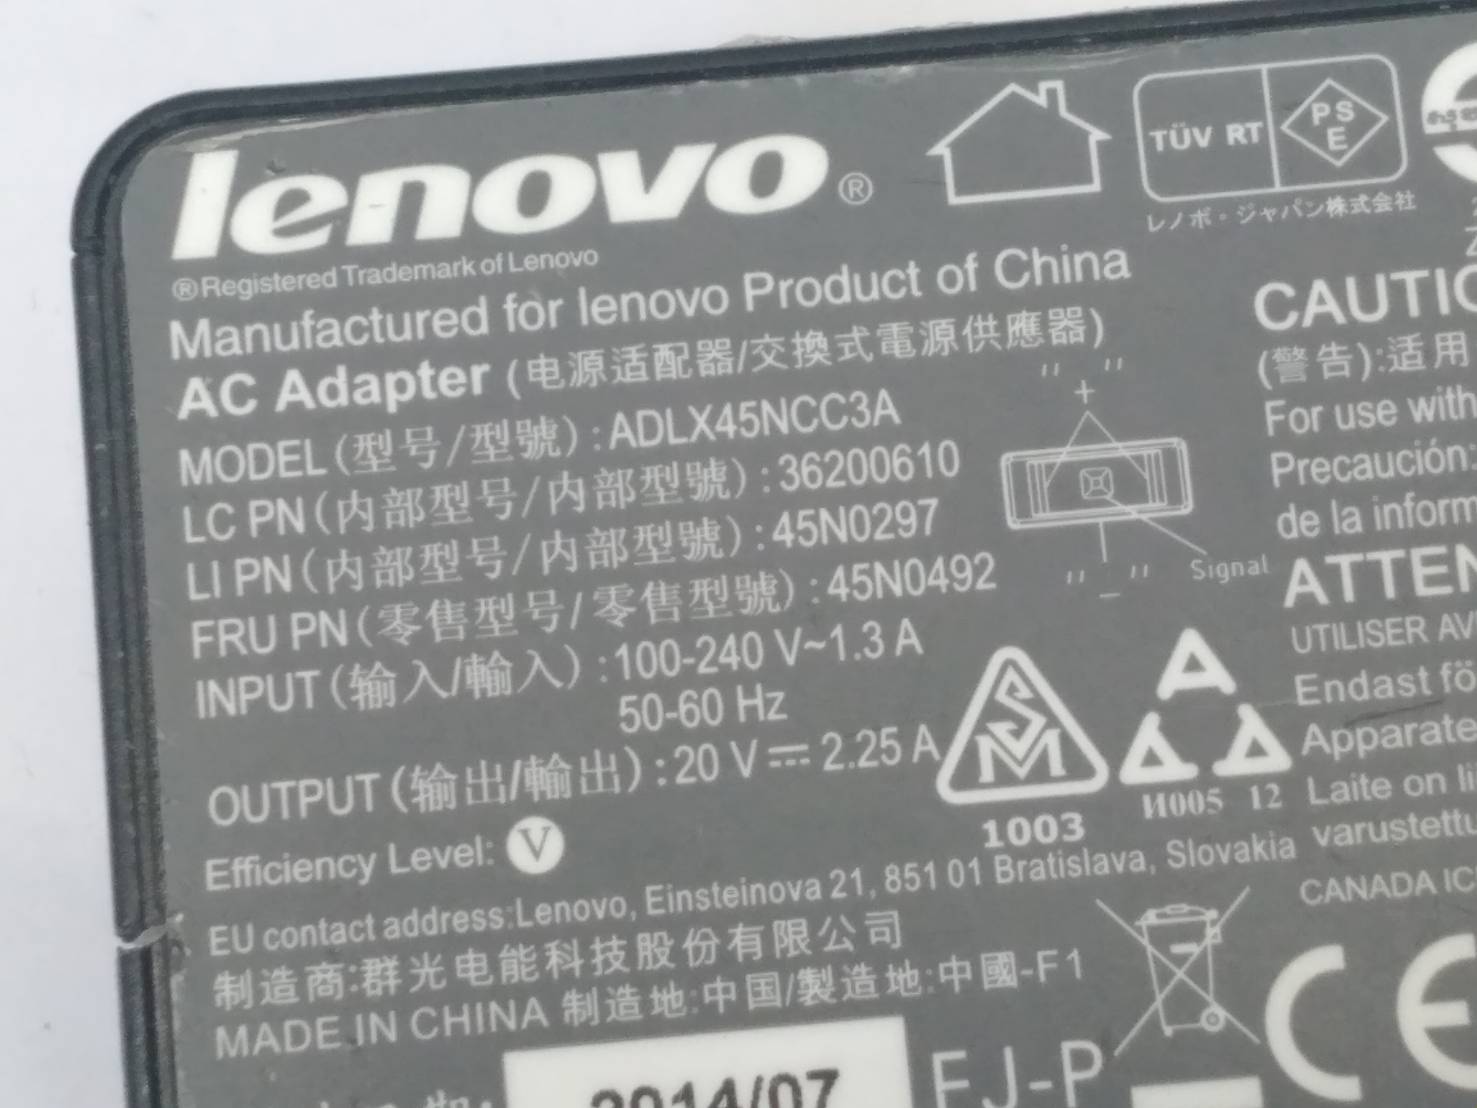 lenovo®
®Registered Trademark of Lenovo
Manufactured for lenovo Product of China
AC Adapter (电源适配器/交換式電源供應器)
MODEL (型号/型號) : ADLX45NCC3A
LC PN (内部型号/内部型號) : 36200610
LI PN (内部型号/内部型號) : 45N0297
FRU PN (零售型号/零售型號) : 45N0492
INPUT (输入/輸入) : 100-240 V~1.3 A
50-60 Hz
OUTPUT (输出/輸出) : 20 V⎓ 2.25 A
Efficiency Level: V
EU contact address:Lenovo, Einsteinova 21, 851 01 Bratislava, Slovakia
制造商:群光电能科技股份有限公司
MADE IN CHINA 制造地:中国/製造地:中國-F1
2014/07
EJ-P
TÜV RT
PS
E
レノボ・ジャパン株式会社
" + "
" − "
Signal
SM
1003
И005 12
CAUTIO
(警告):适用
For use with
Precaución:
de la inform
ATTEN
UTILISER AV
Endast fö
Apparate
Laite on li
varustettu
CANADA IC
CE